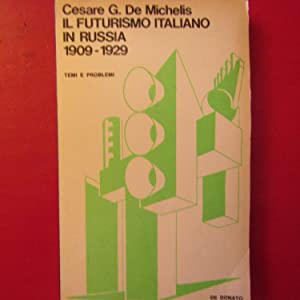 Cesare G. De Michelis
IL FUTURISMO ITALIANO
IN RUSSIA
1909-1929
TEMI E PROBLEMI
DE DONATO